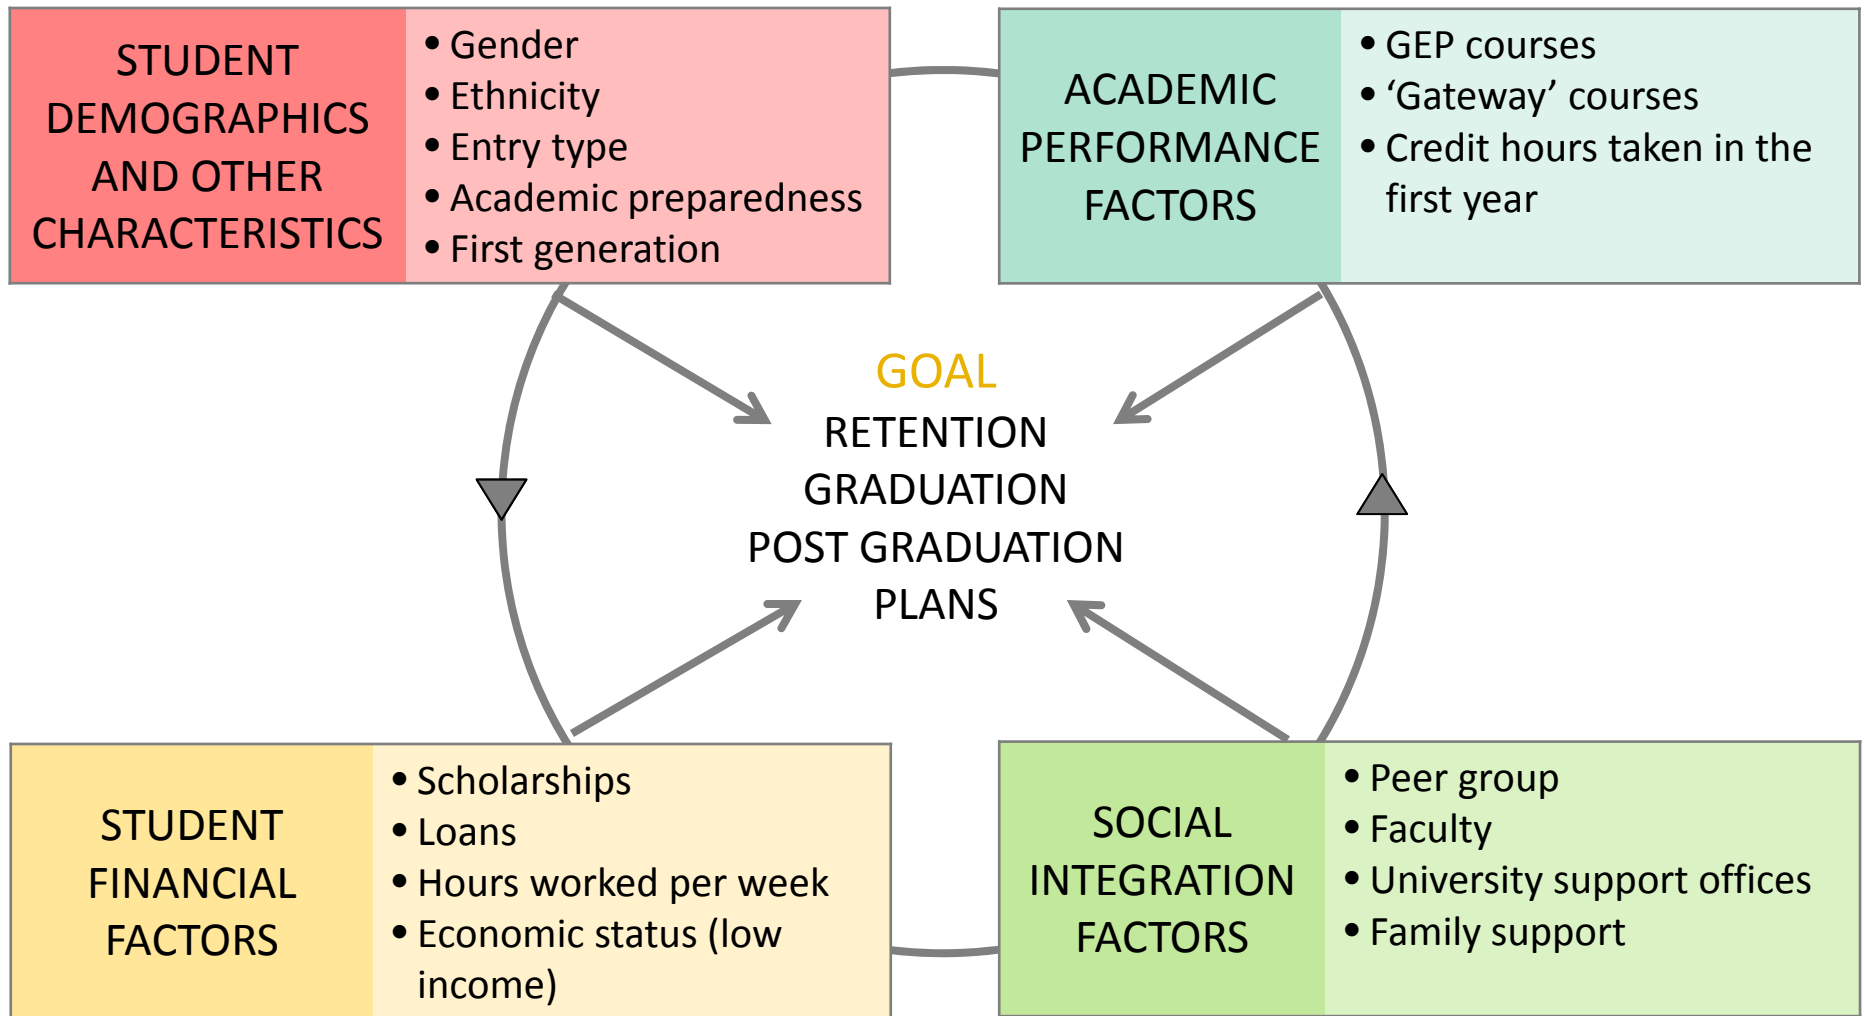 STUDENT
DEMOGRAPHICS
AND OTHER
CHARACTERISTICS
• Gender
• Ethnicity
• Entry type
• Academic preparedness
• First generation
ACADEMIC
PERFORMANCE
FACTORS
• GEP courses
• ‘Gateway’ courses
• Credit hours taken in the
first year
GOAL
RETENTION
GRADUATION
POST GRADUATION
PLANS
STUDENT
FINANCIAL
FACTORS
• Scholarships
• Loans
• Hours worked per week
• Economic status (low
income)
SOCIAL
INTEGRATION
FACTORS
• Peer group
• Faculty
• University support offices
• Family support